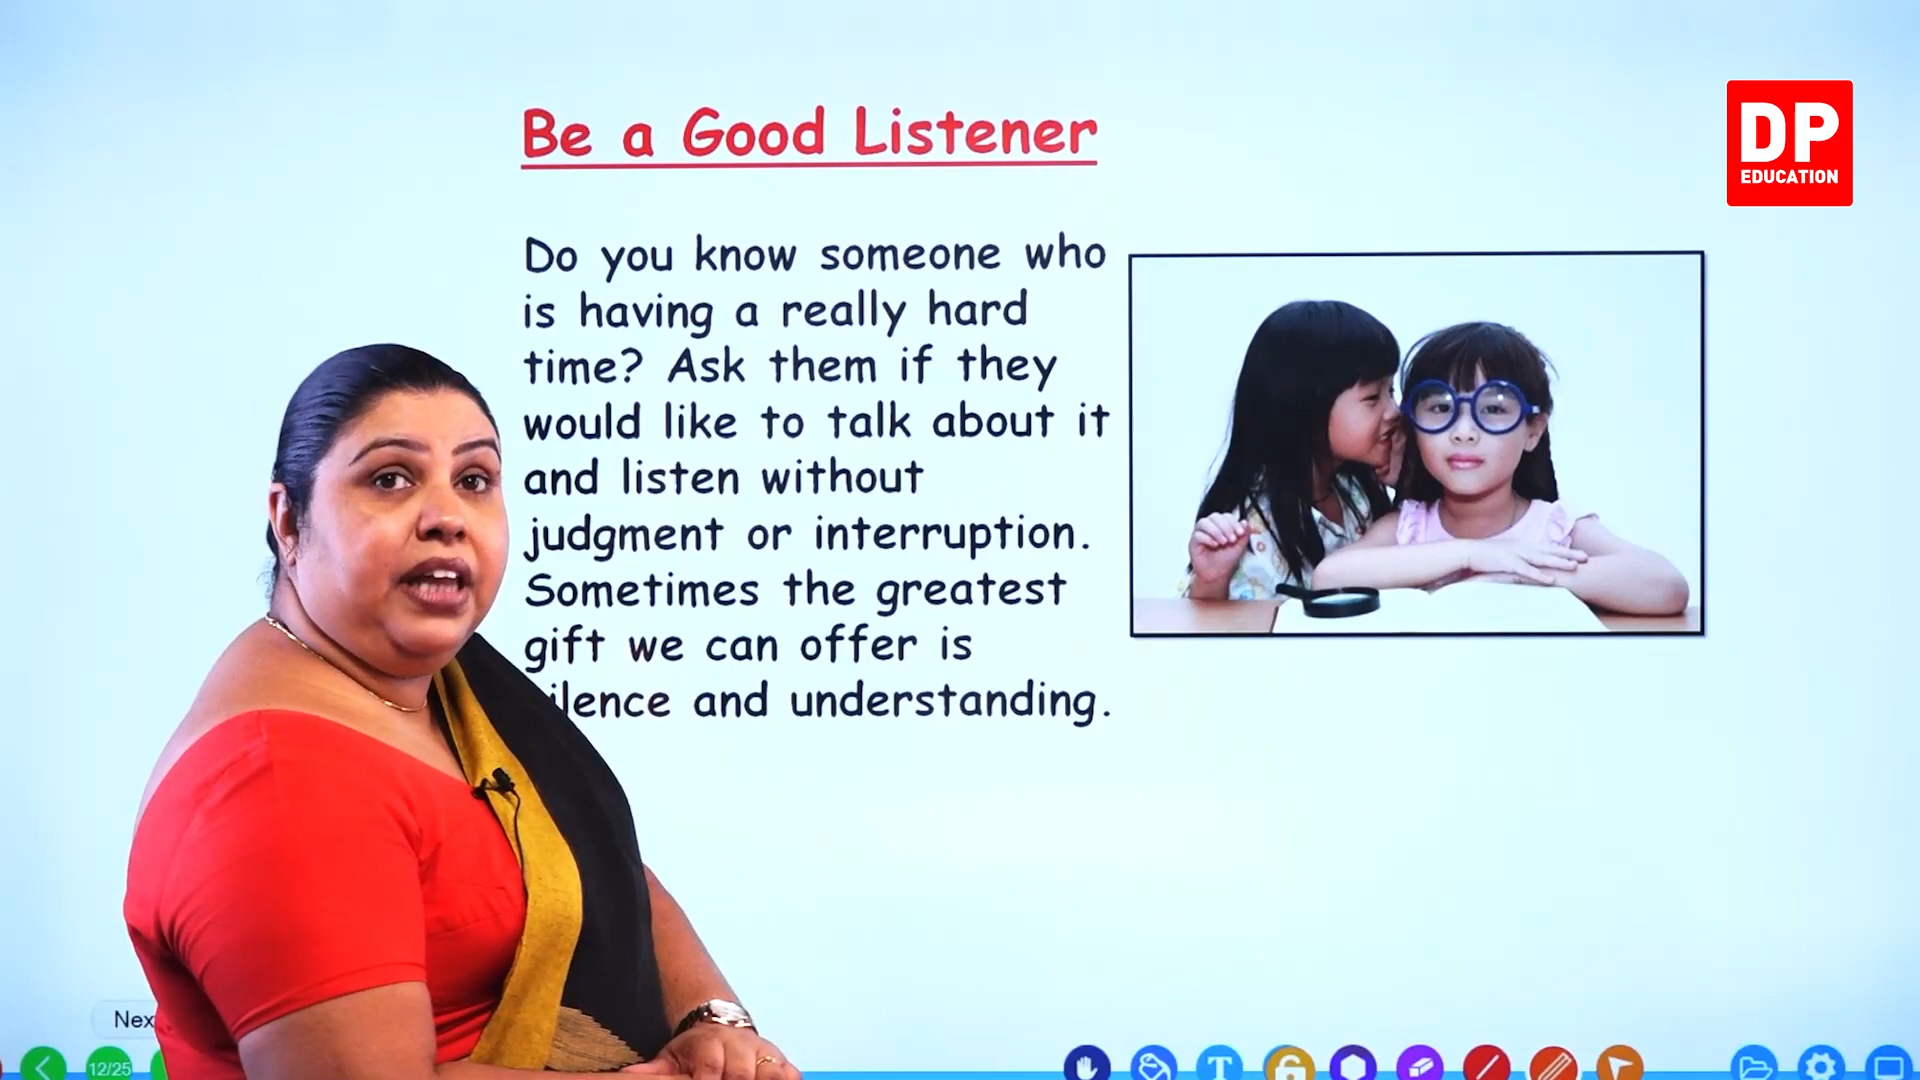 Be a Good Listener
DP
EDUCATION
Do you know someone who
is having a really hard
time? Ask them if they
would like to talk about it
and listen without
judgment or interruption.
Sometimes the greatest
gift we can offer is
and understanding.
12/25
T